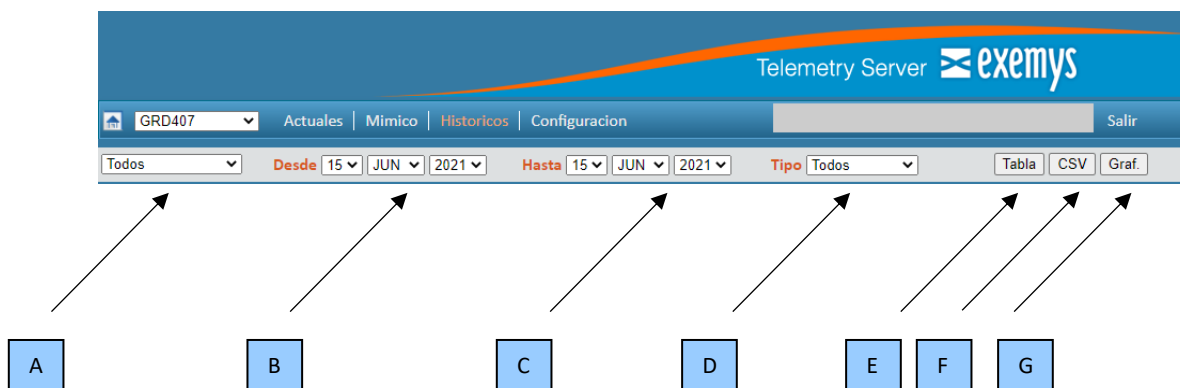 Telemetry Server exemys
GRD407 Actuales | Mimico | Historicos | Configuracion Salir
Todos Desde 15 JUN 2021 Hasta 15 JUN 2021 Tipo Todos Tabla CSV Graf.
A B C D E F G